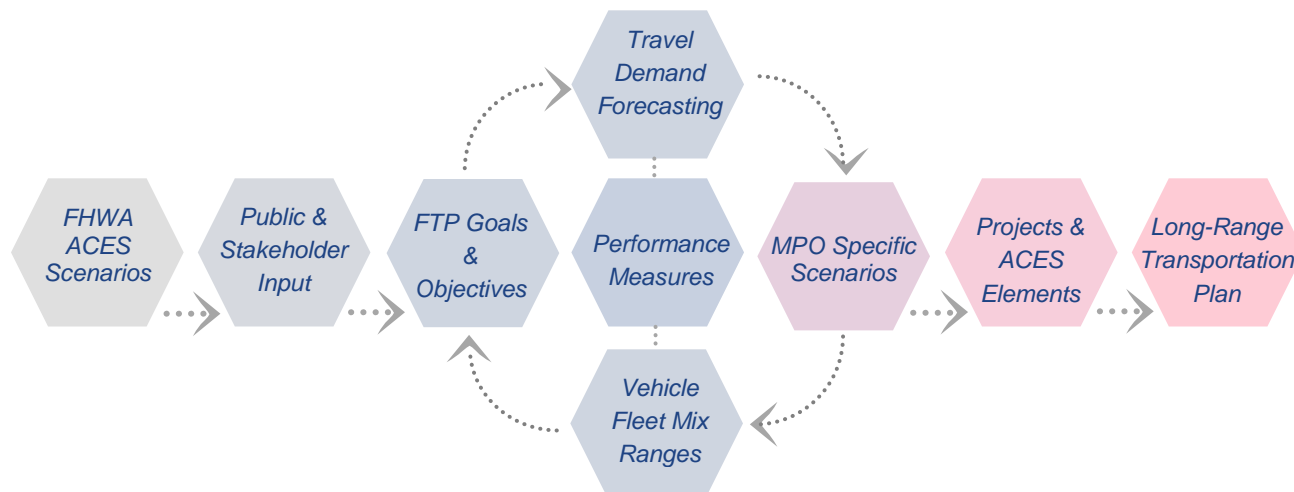 Travel
Demand
Forecasting
FHWA
ACES
Scenarios
Public &
Stakeholder
Input
FTP Goals
&
Objectives
Performance
Measures
MPO Specific
Scenarios
Projects &
ACES
Elements
Long-Range
Transportation
Plan
Vehicle
Fleet Mix
Ranges